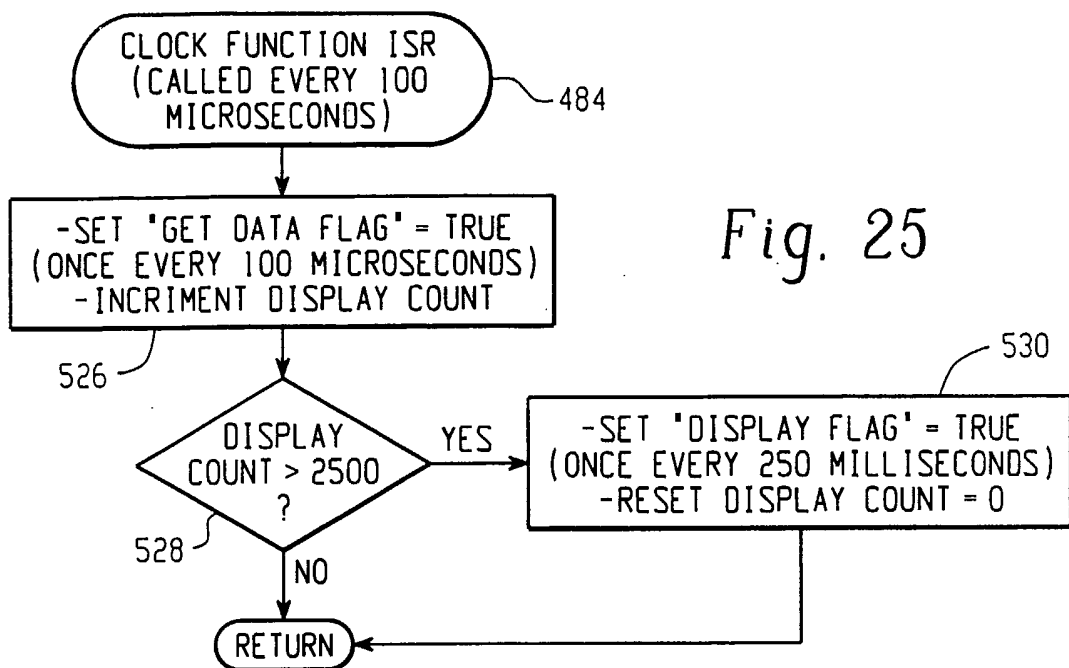 CLOCK FUNCTION ISR
(CALLED EVERY 100
MICROSECONDS)
484
-SET "GET DATA FLAG" = TRUE
(ONCE EVERY 100 MICROSECONDS)
-INCRIMENT DISPLAY COUNT
526
Fig. 25
DISPLAY
COUNT > 2500
?
528
YES
NO
530
-SET "DISPLAY FLAG" = TRUE
(ONCE EVERY 250 MILLISECONDS)
-RESET DISPLAY COUNT = 0
RETURN